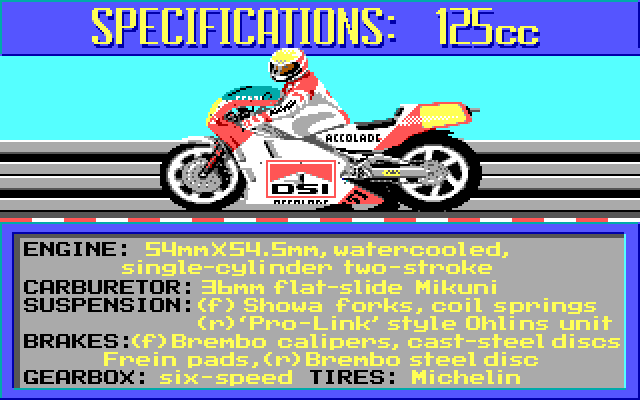 SPECIFICATIONS: 125cc
ACCOLADE
DSI
ACCOLADE
ENGINE: 54mmX54.5mm, watercooled,
single-cylinder two-stroke
CARBURETOR: 36mm flat-slide Mikuni
SUSPENSION:(f) Showa forks, coil springs
(r)'Pro-Link' style Ohlins unit
BRAKES:(f)Brembo calipers, cast-steel discs
Frein pads,(r)Brembo steel disc
GEARBOX: six-speed TIRES: Michelin